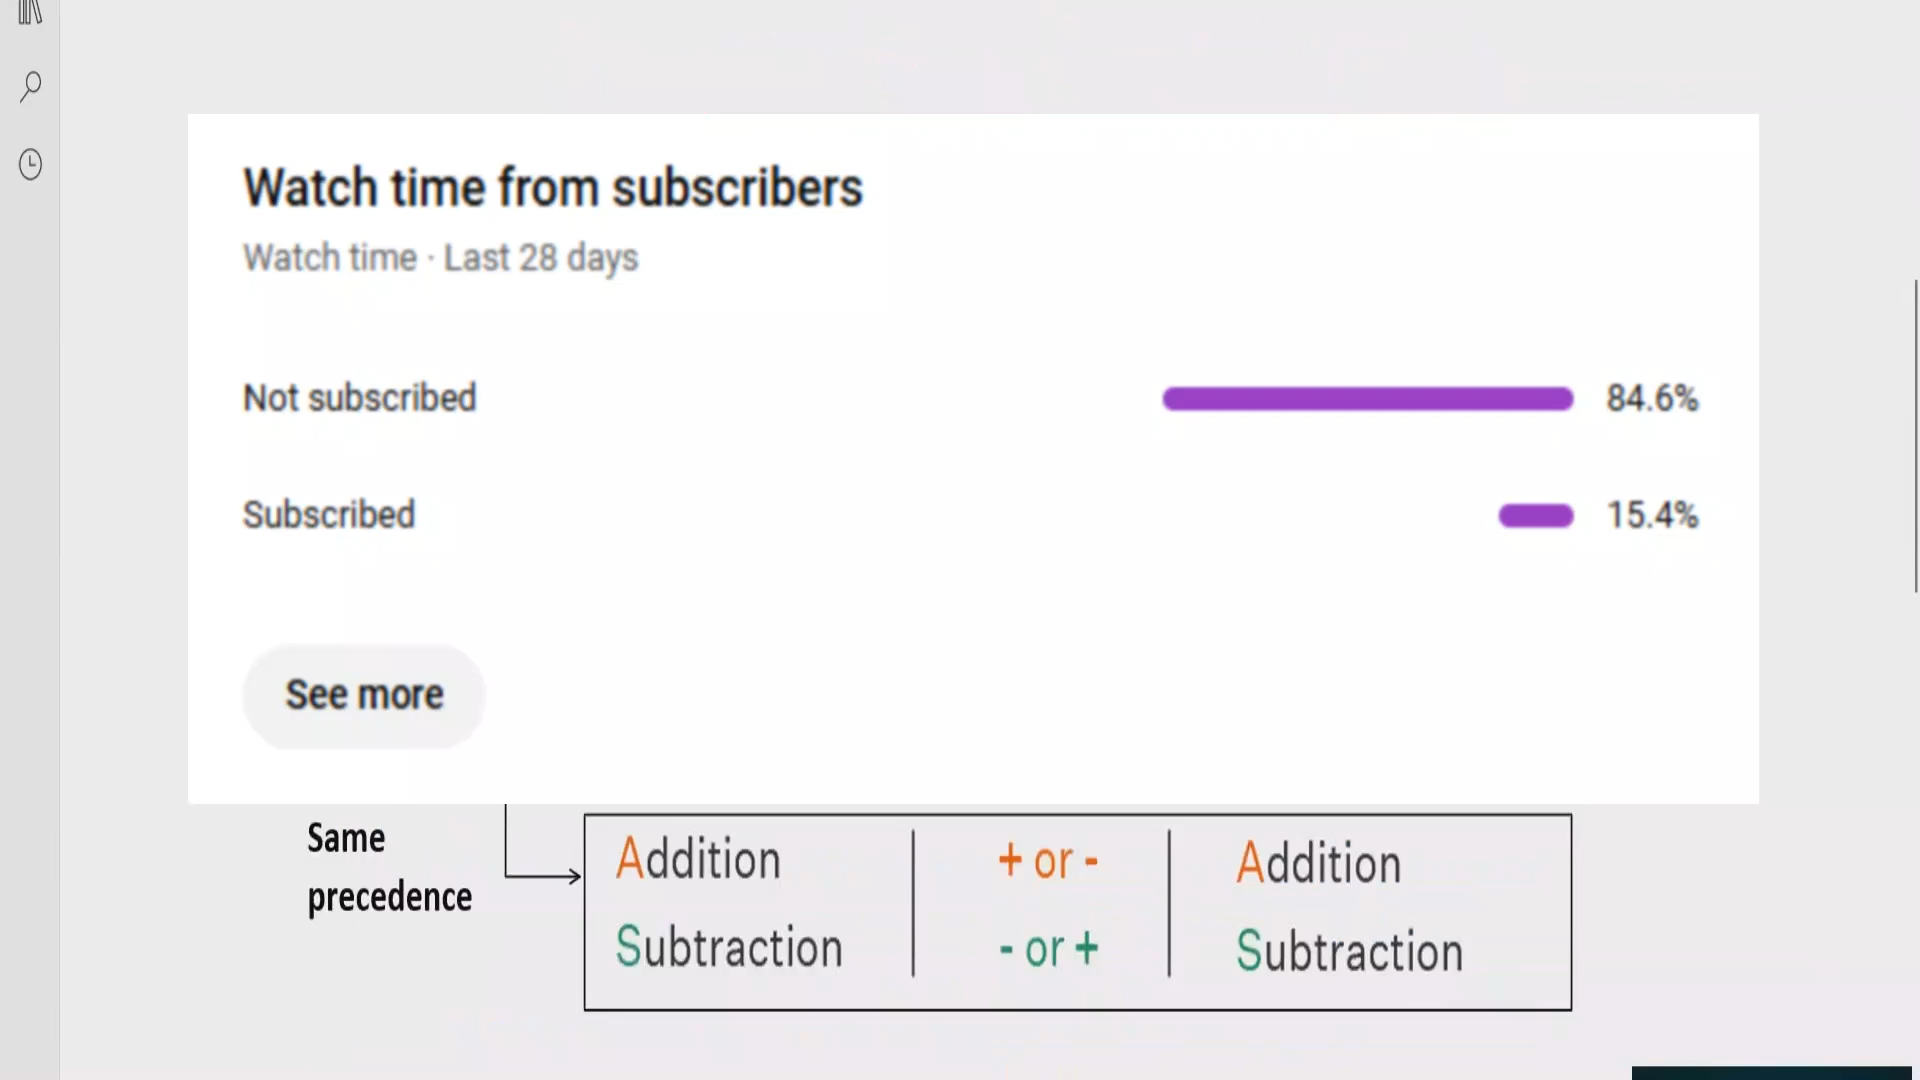 Watch time from subscribers
Watch time · Last 28 days
Not subscribed 84.6%
Subscribed 15.4%
See more
Same
precedence
Addition + or - Addition
Subtraction - or + Subtraction